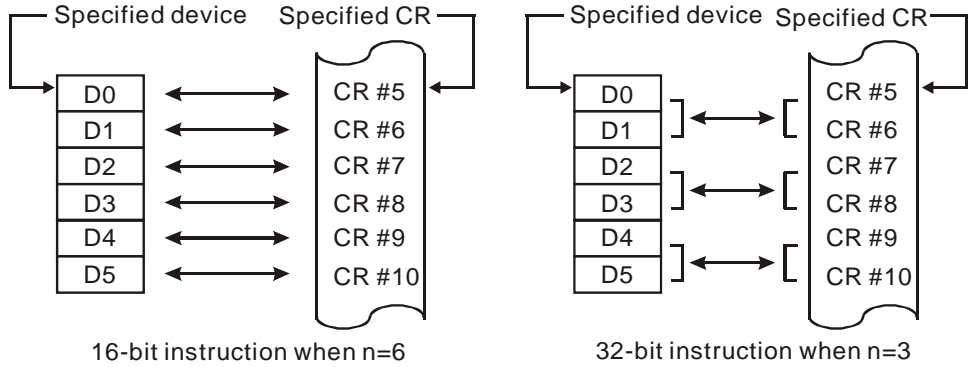 Specified device Specified CR
D0 CR #5
D1 CR #6
D2 CR #7
D3 CR #8
D4 CR #9
D5 CR #10
16-bit instruction when n=6
Specified device Specified CR
D0 CR #5
D1 CR #6
D2 CR #7
D3 CR #8
D4 CR #9
D5 CR #10
32-bit instruction when n=3